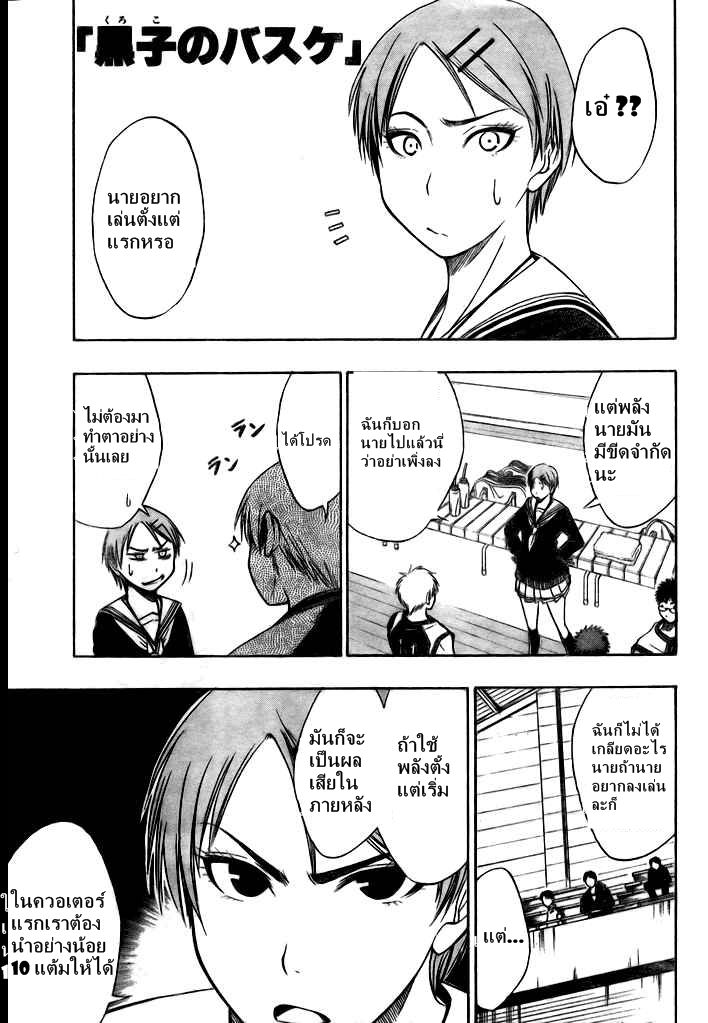 くろ こ
「黒子のバスケ」
เอ๋ ??
นายอยาก
เล่นตั้งแต่
แรกหรอ
แต่พลัง
นายมัน
มีขีดจำกัด
นะ
ฉันก็บอก
นายไปแล้วนี่
ว่าอย่าเพิ่งลง
ได้โปรด
ラン
ラン
ไม่ต้องมา
ทำตาอย่าง
นั้นเลย
ฉันก็ไม่ได้
เกลียดอะไร
นายถ้านาย
อยากลงเล่น
ละก็
แต่...
ถ้าใช้
พลังตั้ง
แต่เริ่ม
มันก็จะ
เป็นผล
เสียใน
ภายหลัง
ในควอเตอร์
แรกเราต้อง
นำอย่างน้อย
10 แต้มให้ได้